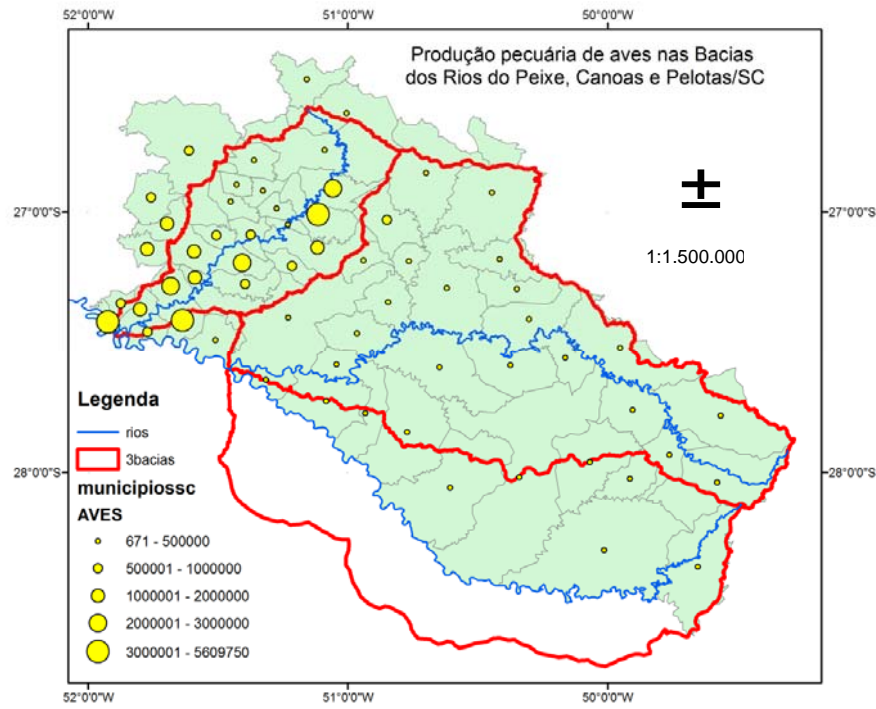 52°0'0"W 51°0'0"W 50°0'0"W
Produção pecuária de aves nas Bacias
dos Rios do Peixe, Canoas e Pelotas/SC
27°0'0"S 27°0'0"S
±
1:1.500.000
Legenda
rios
3bacias
municipiossc
AVES
671 - 500000
500001 - 1000000
1000001 - 2000000
2000001 - 3000000
3000001 - 5609750
28°0'0"S 28°0'0"S
52°0'0"W 51°0'0"W 50°0'0"W